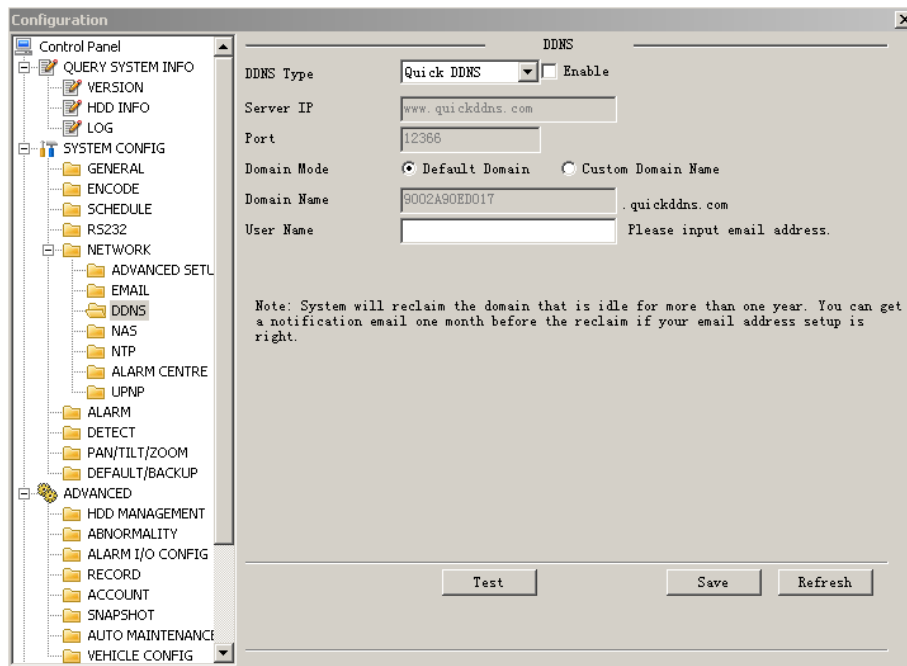 Configuration
Control Panel
QUERY SYSTEM INFO
VERSION
HDD INFO
LOG
SYSTEM CONFIG
GENERAL
ENCODE
SCHEDULE
RS232
NETWORK
ADVANCED SETU
EMAIL
DDNS
NAS
NTP
ALARM CENTRE
UPNP
ALARM
DETECT
PAN/TILT/ZOOM
DEFAULT/BACKUP
ADVANCED
HDD MANAGEMENT
ABNORMALITY
ALARM I/O CONFIG
RECORD
ACCOUNT
SNAPSHOT
AUTO MAINTENANCE
VEHICLE CONFIG
DDNS
DDNS Type Quick DDNS Enable
Server IP www.quickddns.com
Port 12366
Domain Mode Default Domain Custom Domain Name
Domain Name 9002A90ED017 .quickddns.com
User Name Please input email address.
Note: System will reclaim the domain that is idle for more than one year. You can get
a notification email one month before the reclaim if your email address setup is
right.
Test Save Refresh